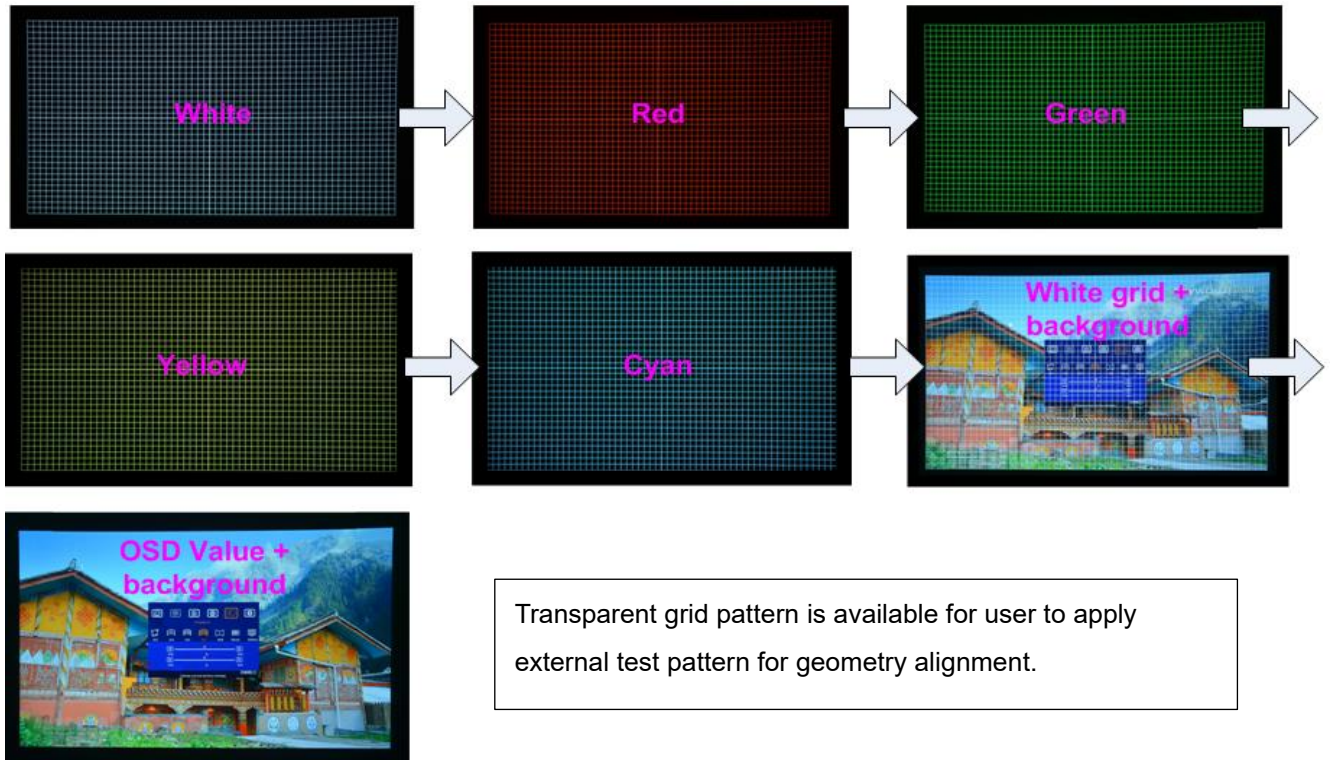 White
Red
Green
Yellow
Cyan
White grid +
background
OSD Value +
background
Transparent grid pattern is available for user to apply
external test pattern for geometry alignment.